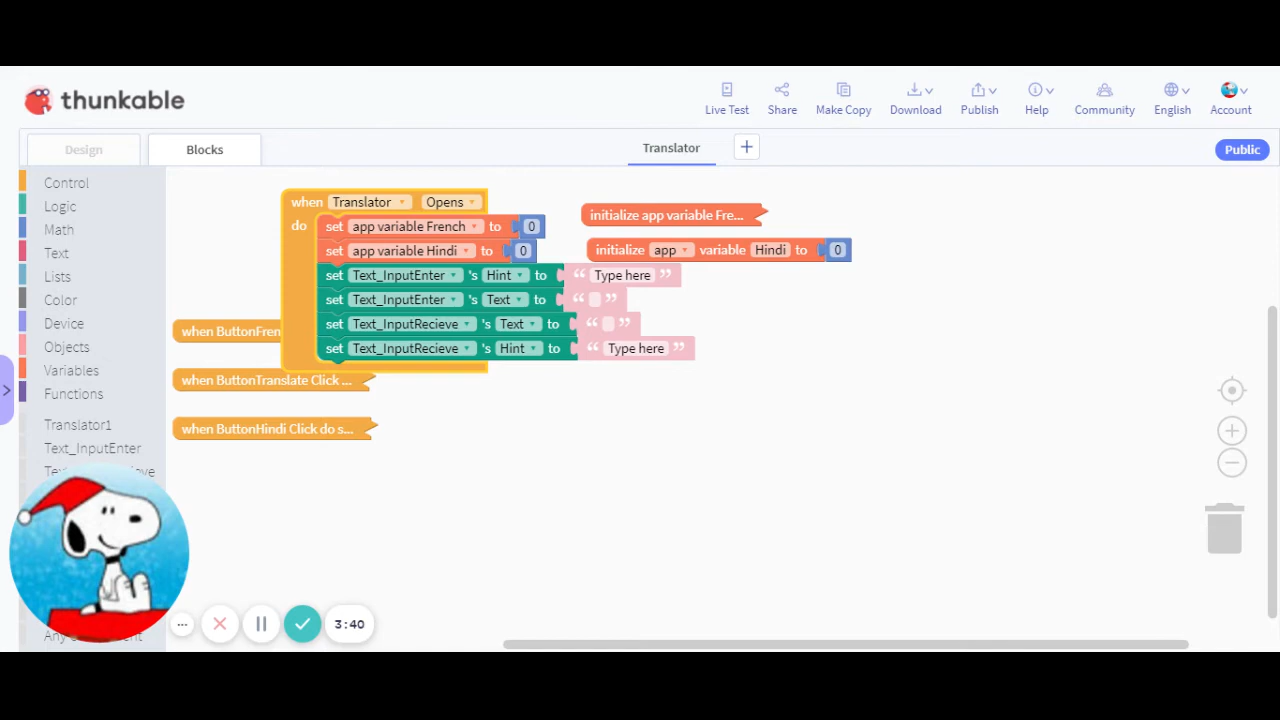 thunkable
Live Test
Share
Make Copy
Download
Publish
Help
Community
English
Account
Design
Blocks
Translator
+
Public
Control
Logic
Math
Text
Lists
Color
Device
Objects
Variables
Functions
Translator1
Text_InputEnter
when Translator Opens
do set app variable French to 0
set app variable Hindi to 0
set Text_InputEnter 's Hint to “ Type here ”
set Text_InputEnter 's Text to “ ”
set Text_InputRecieve 's Text to “ ”
set Text_InputRecieve 's Hint to “ Type here ”
initialize app variable Fre...
initialize app variable Hindi to 0
when ButtonFren
when ButtonTranslate Click ...
when ButtonHindi Click do s...
3:40